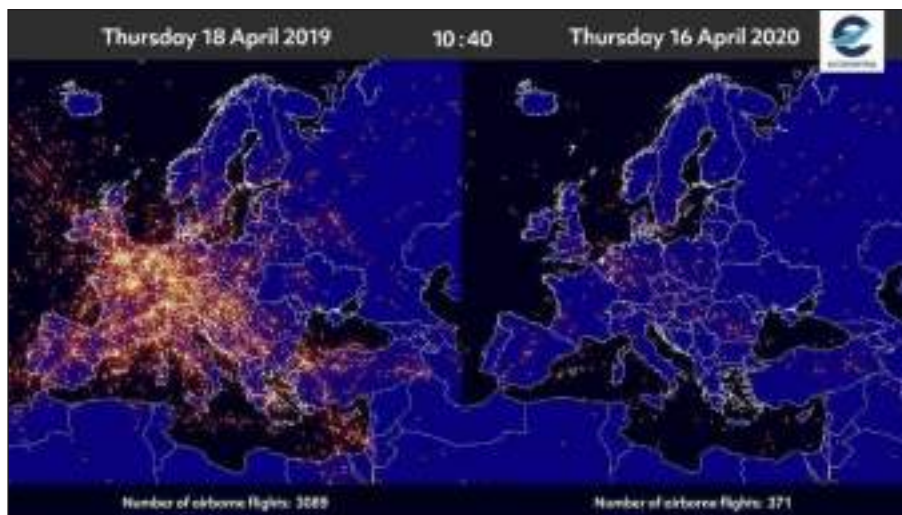 Thursday 18 April 2019
10:40
Thursday 16 April 2020
Number of airborne flights: 3089
Number of airborne flights: 371